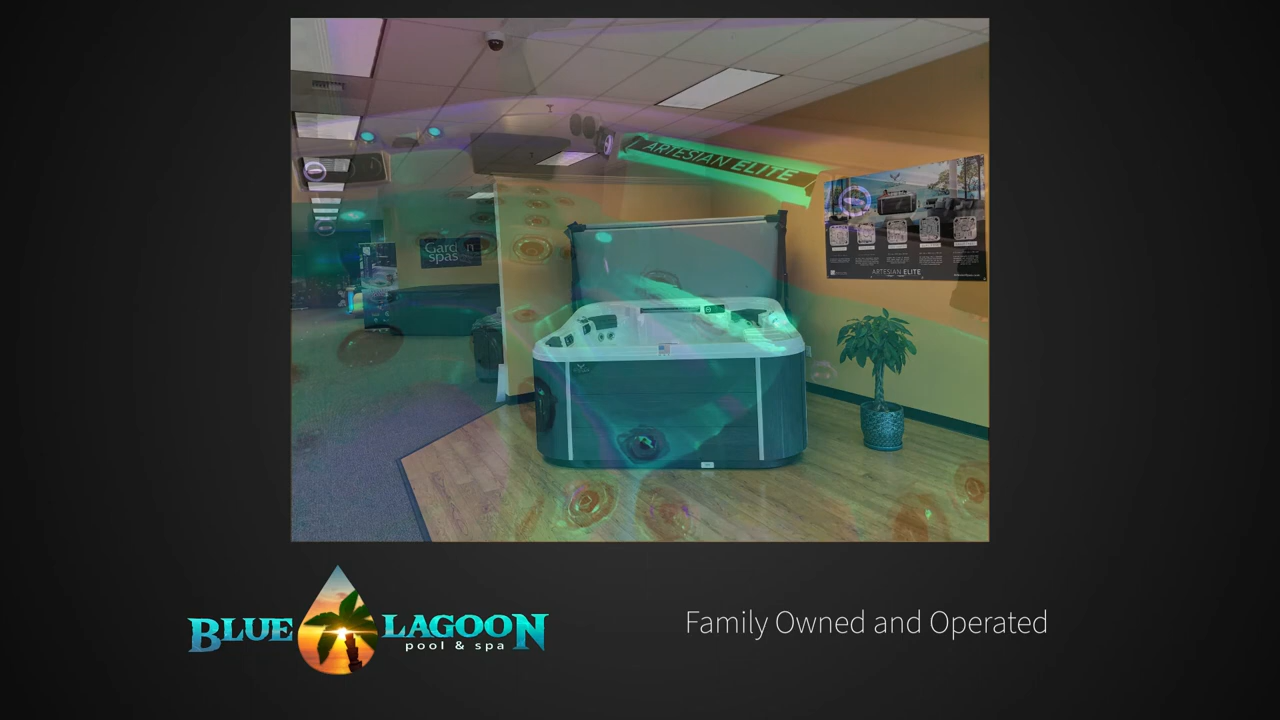 ARTESIAN ELITE
Garden
spas
ARTESIAN ELITE
BLUE LAGOON
pool & spa
Family Owned and Operated